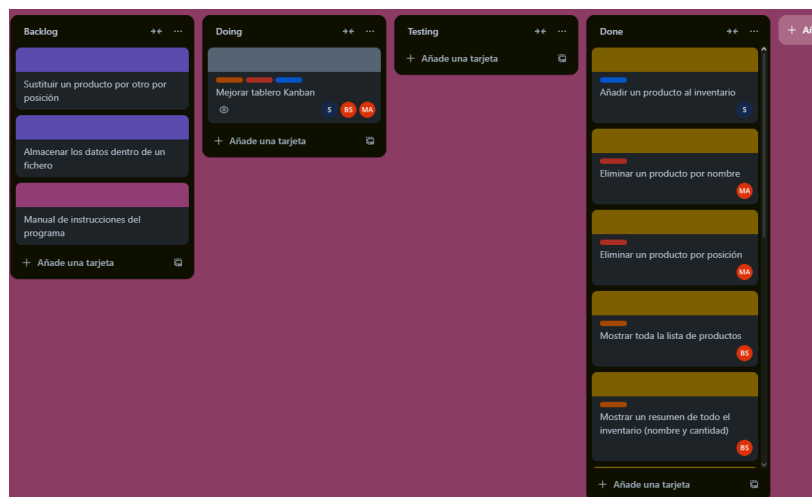 Backlog
Sustituir un producto por otro por
posición
Almacenar los datos dentro de un
fichero
Manual de instrucciones del
programa
+ Añade una tarjeta
Doing
Mejorar tablero Kanban
S BS MA
+ Añade una tarjeta
Testing
+ Añade una tarjeta
Done
Añadir un producto al inventario
S
Eliminar un producto por nombre
MA
Eliminar un producto por posición
MA
Mostrar toda la lista de productos
BS
Mostrar un resumen de todo el
inventario (nombre y cantidad)
BS
+ Añade una tarjeta